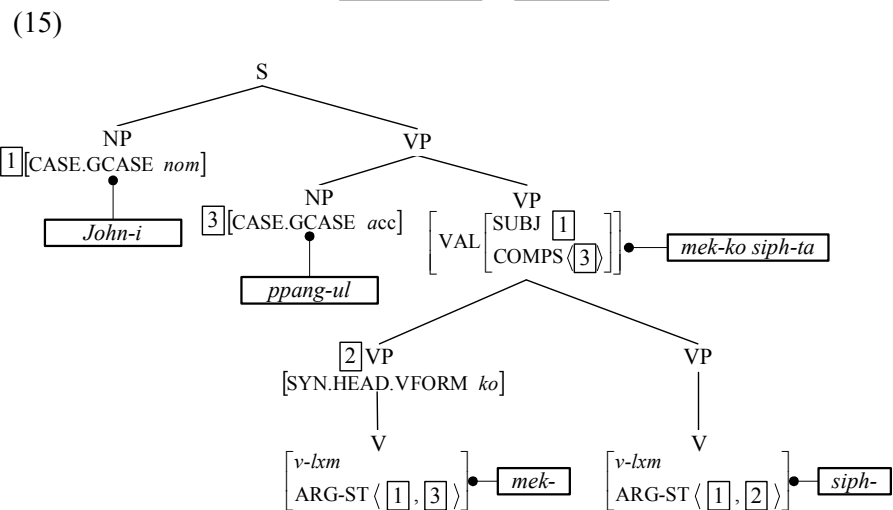 (15)
S
NP VP
1 [CASE.GCASE nom]
NP VP
3 [CASE.GCASE acc] [VAL [SUBJ 1
John-i COMPS⟨3⟩]] mek-ko siph-ta
ppang-ul
2 VP VP
[SYN.HEAD.VFORM ko]
V V
[v-lxm [v-lxm
ARG-ST ⟨ 1 , 3 ⟩] mek- ARG-ST ⟨ 1 , 2 ⟩] siph-